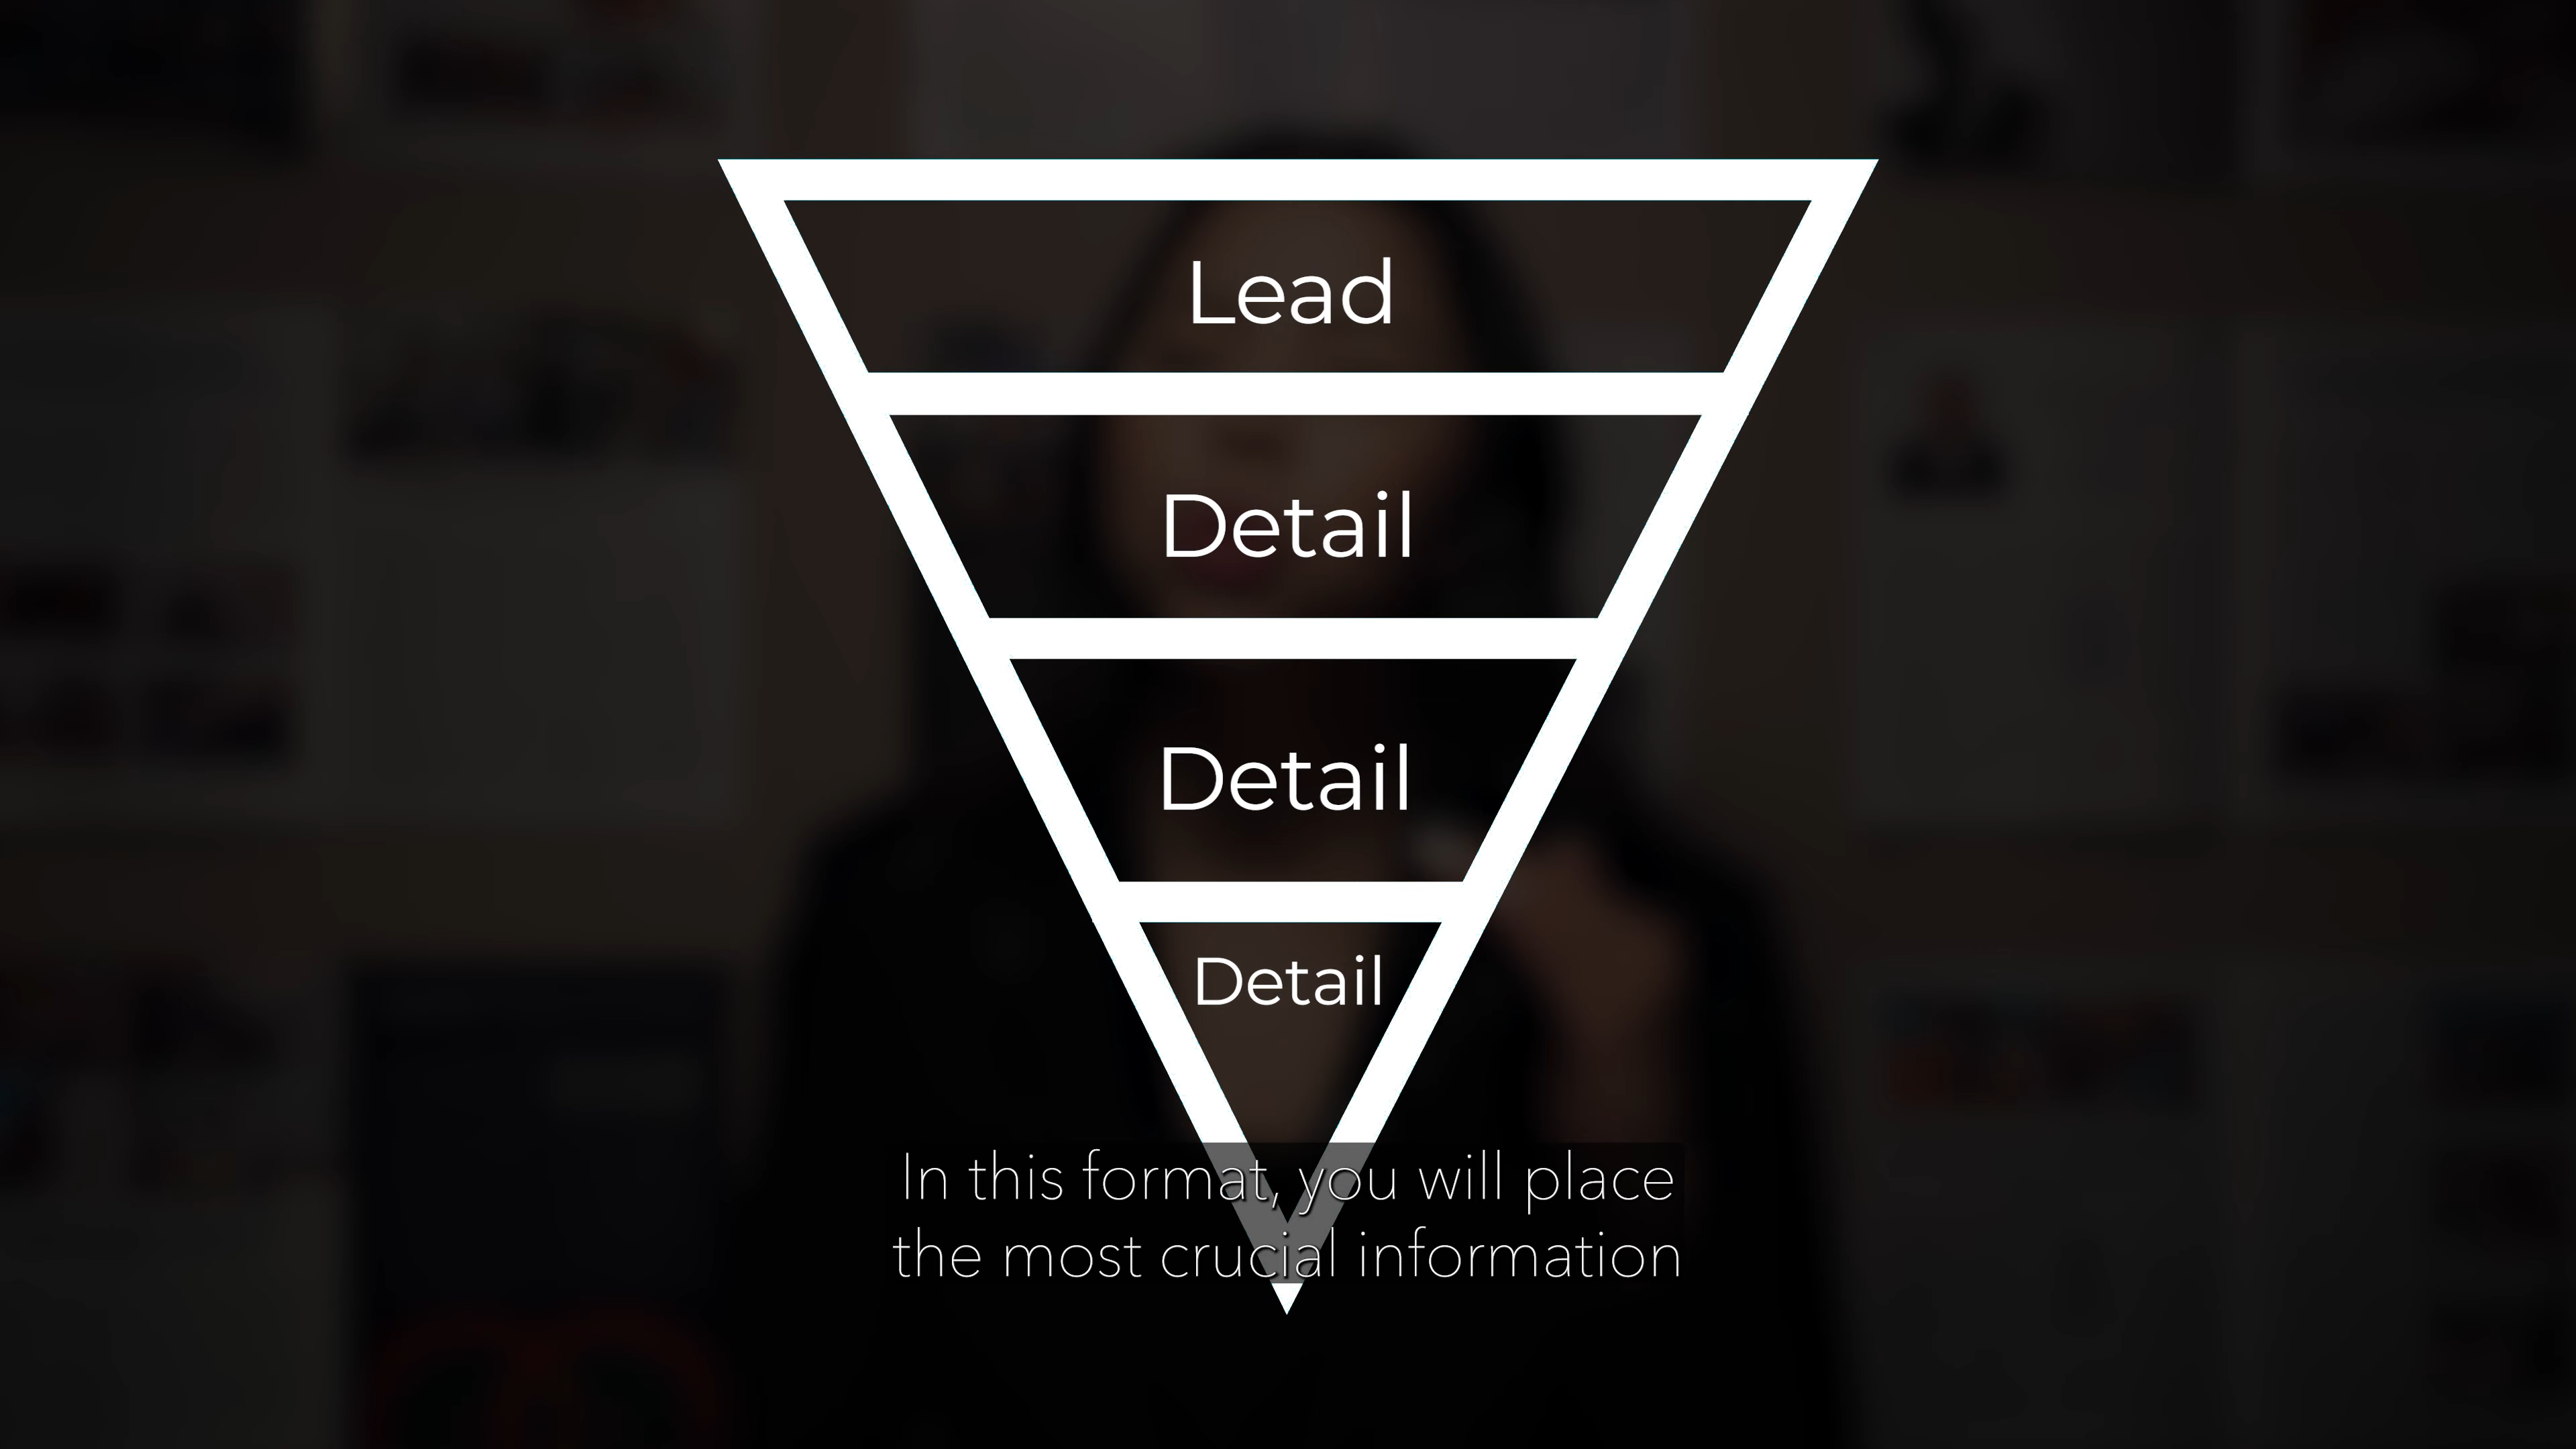 Lead
Detail
Detail
Detail
In this format, you will place
the most crucial information